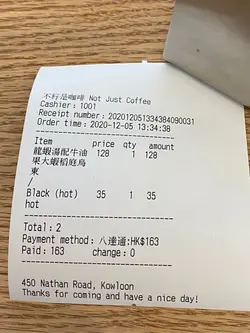 不行是咖啡 Not Just Coffee
Cashier: 1001
Receipt number: 202012051334384090031
Order time: 2020-12-05 13:34:38
Item price qty amount
龍蝦湯配牛油 128 1 128
果大蝦稻庭烏
東
/
Black (hot) 35 1 35
hot
Total: 2
Payment method: 八達通:HK$163
Paid: 163 change: 0
450 Nathan Road, Kowloon
Thanks for coming and have a nice day!